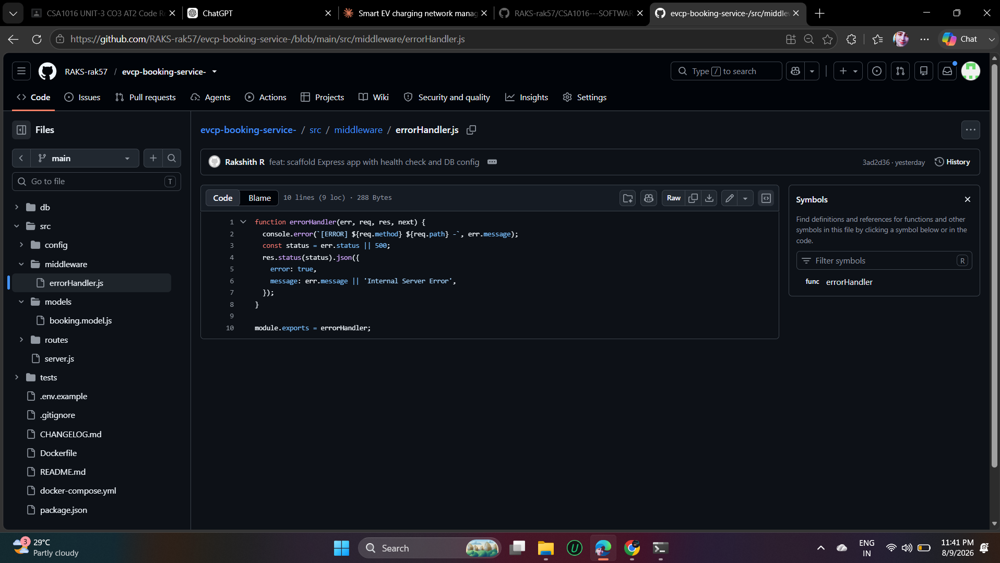 CSA1016 UNIT-3 CO3 AT2 Code Re
ChatGPT
Smart EV charging network manag
RAKS-rak57/CSA1016---SOFTWAR
evcp-booking-service-/src/middlew
https://github.com/RAKS-rak57/evcp-booking-service-/blob/main/src/middleware/errorHandler.js
Chat
RAKS-rak57 / evcp-booking-service-
Type / to search
Code
Issues
Pull requests
Agents
Actions
Projects
Wiki
Security and quality
Insights
Settings
Files
main
Go to file
T
db
src
config
middleware
errorHandler.js
models
booking.model.js
routes
server.js
tests
.env.example
.gitignore
CHANGELOG.md
Dockerfile
README.md
docker-compose.yml
package.json
evcp-booking-service- / src / middleware / errorHandler.js
Rakshith R feat: scaffold Express app with health check and DB config
3ad2d36 · yesterday
History
Code
Blame
10 lines (9 loc) · 288 Bytes
Raw
1 function errorHandler(err, req, res, next) {
2 console.error(`[ERROR] ${req.method} ${req.path} -`, err.message);
3 const status = err.status || 500;
4 res.status(status).json({
5 error: true,
6 message: err.message || 'Internal Server Error',
7 });
8 }
9
10 module.exports = errorHandler;
Symbols
Find definitions and references for functions and other
symbols in this file by clicking a symbol below or in the
code.
Filter symbols
R
func errorHandler
3
29°C
Partly cloudy
Search
ENG
IN
11:41 PM
8/9/2026